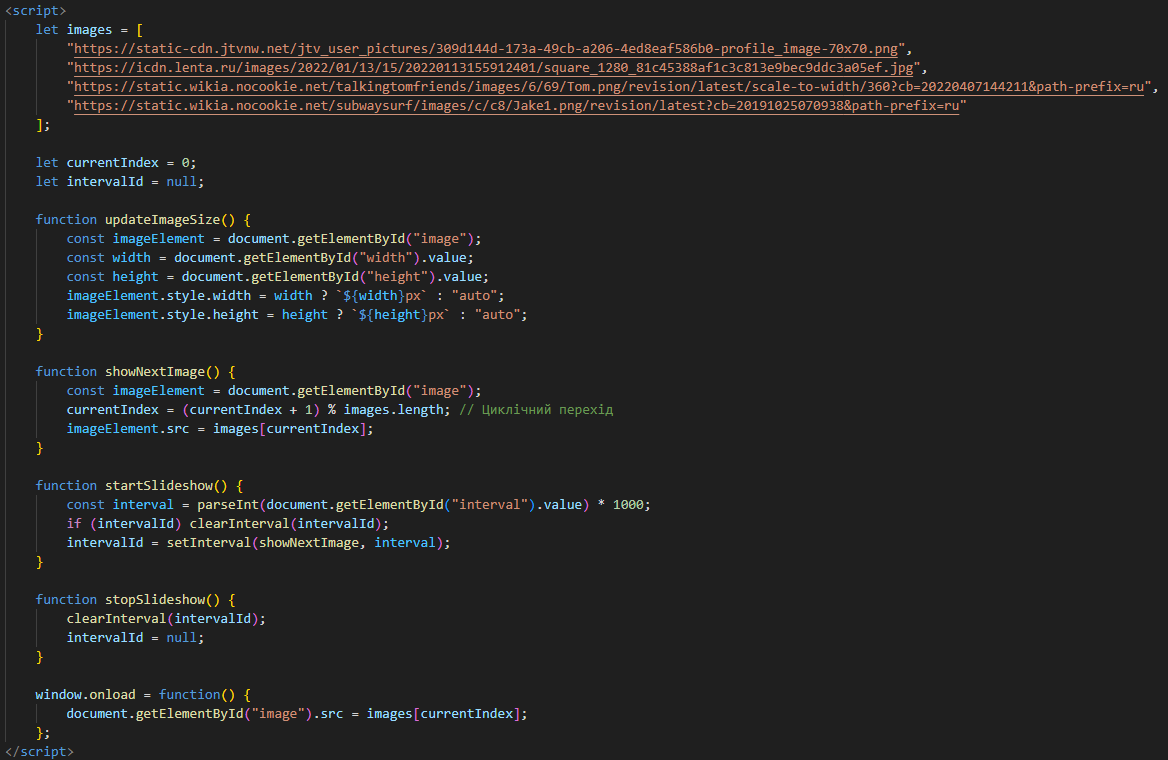 <script>
let images = [
"https://static-cdn.jtvnw.net/jtv_user_pictures/309d144d-173a-49cb-a206-4ed8eaf586b0-profile_image-70x70.png",
"https://icdn.lenta.ru/images/2022/01/13/15/20220113155912401/square_1280_81c45388af1c3c813e9bec9ddc3a05ef.jpg",
"https://static.wikia.nocookie.net/talkingtomfriends/images/6/69/Tom.png/revision/latest/scale-to-width/360?cb=20220407144211&path-prefix=ru",
"https://static.wikia.nocookie.net/subwaysurf/images/c/c8/Jake1.png/revision/latest?cb=20191025070938&path-prefix=ru"
];
let currentIndex = 0;
let intervalId = null;
function updateImageSize() {
const imageElement = document.getElementById("image");
const width = document.getElementById("width").value;
const height = document.getElementById("height").value;
imageElement.style.width = width ? `${width}px` : "auto";
imageElement.style.height = height ? `${height}px` : "auto";
}
function showNextImage() {
const imageElement = document.getElementById("image");
currentIndex = (currentIndex + 1) % images.length; // Циклічний перехід
imageElement.src = images[currentIndex];
}
function startSlideshow() {
const interval = parseInt(document.getElementById("interval").value) * 1000;
if (intervalId) clearInterval(intervalId);
intervalId = setInterval(showNextImage, interval);
}
function stopSlideshow() {
clearInterval(intervalId);
intervalId = null;
}
window.onload = function() {
document.getElementById("image").src = images[currentIndex];
};
</script>